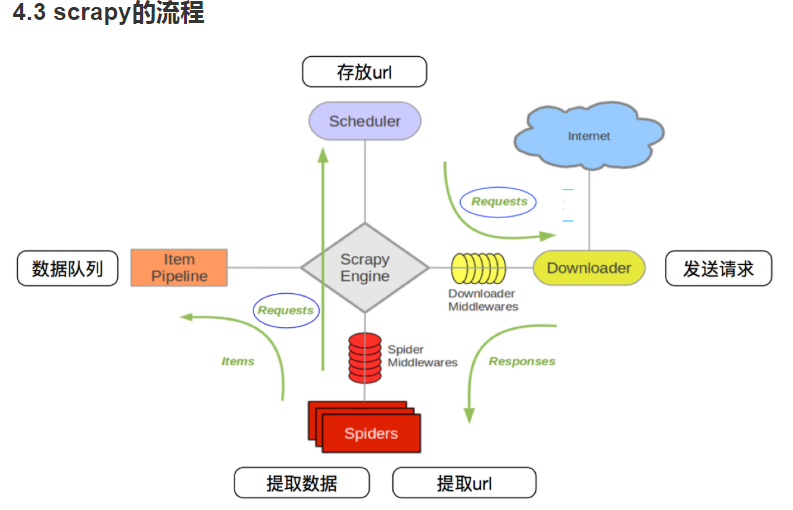 4.3 scrapy的流程
存放url
Scheduler
Internet
Requests
数据队列
Item
Pipeline
Scrapy
Engine
Downloader
发送请求
Downloader
Middlewares
Requests
Spider
Middlewares
Items
Responses
Spiders
提取数据
提取url